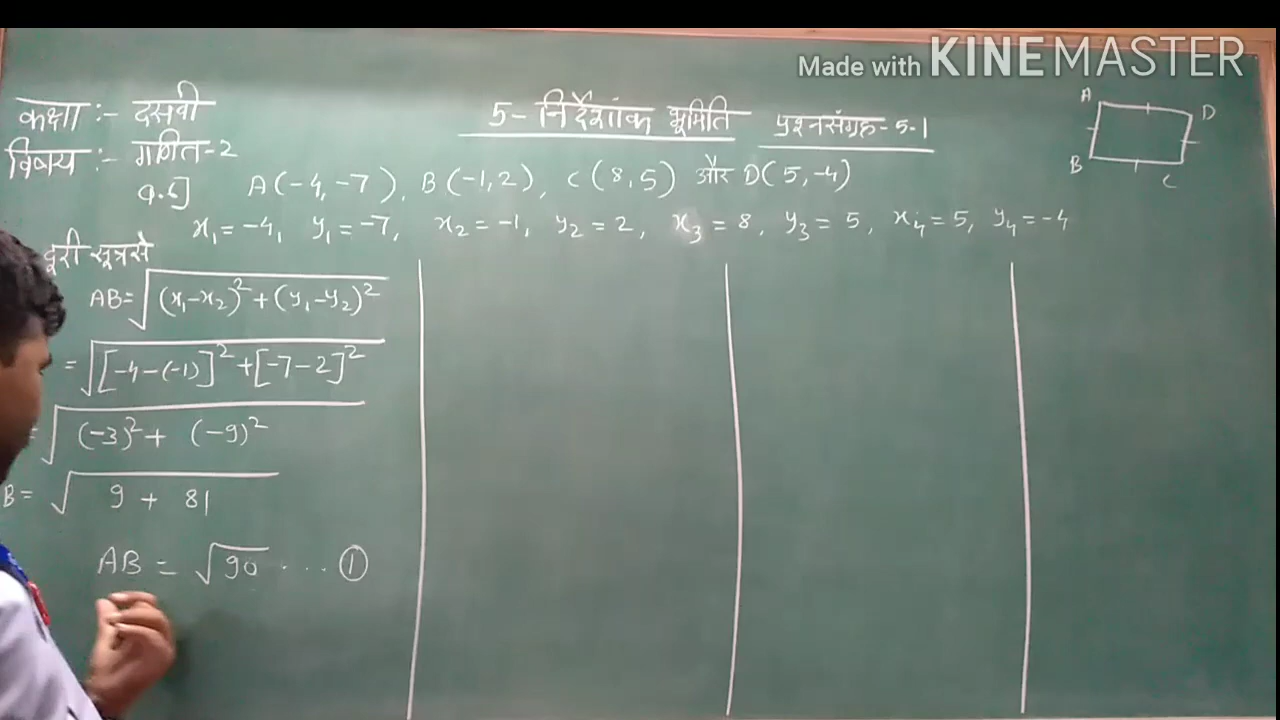 Made with KINEMASTER
कक्षा :- दसवी
5-निर्देशांक भूमिति प्रश्नसंग्रह-5.1
विषय :- गणित-2
Q.6] A(-4,-7), B(-1,2), C(8,5) और D(5,-4)
x₁=-4, y₁=-7, x₂=-1, y₂=2, x₃=8, y₃=5, x₄=5, y₄=-4
दूरी सूत्रसे
AB=√(x₁-x₂)²+(y₁-y₂)²
=√[-4-(-1)]²+[-7-2]²
=√(-3)²+(-9)²
B=√9+81
AB=√90 ... ①
A D
B C